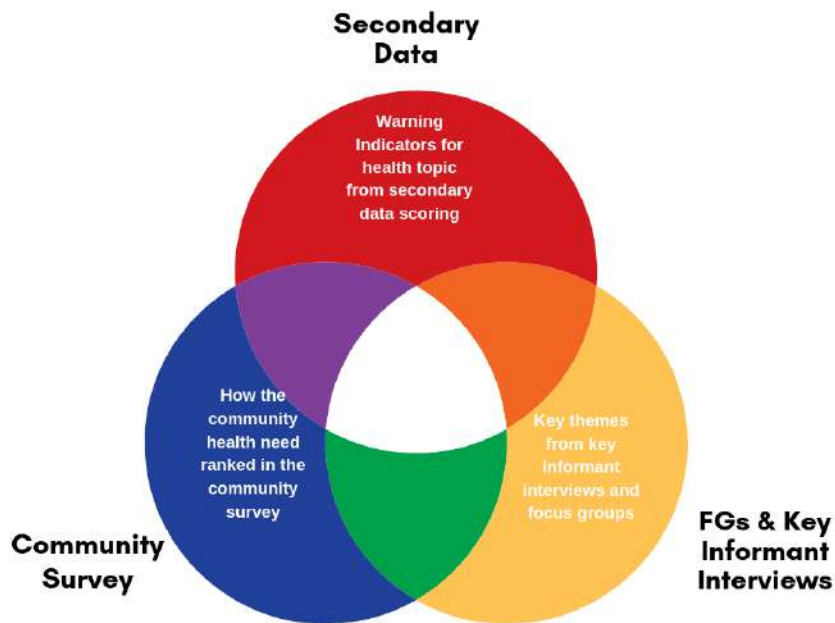 Secondary
Data
Warning
Indicators for
health topic
from secondary
data scoring
How the
community
health need
ranked in the
community
survey
Key themes
from key
informant
interviews and
focus groups
Community
Survey
FGs & Key
Informant
Interviews